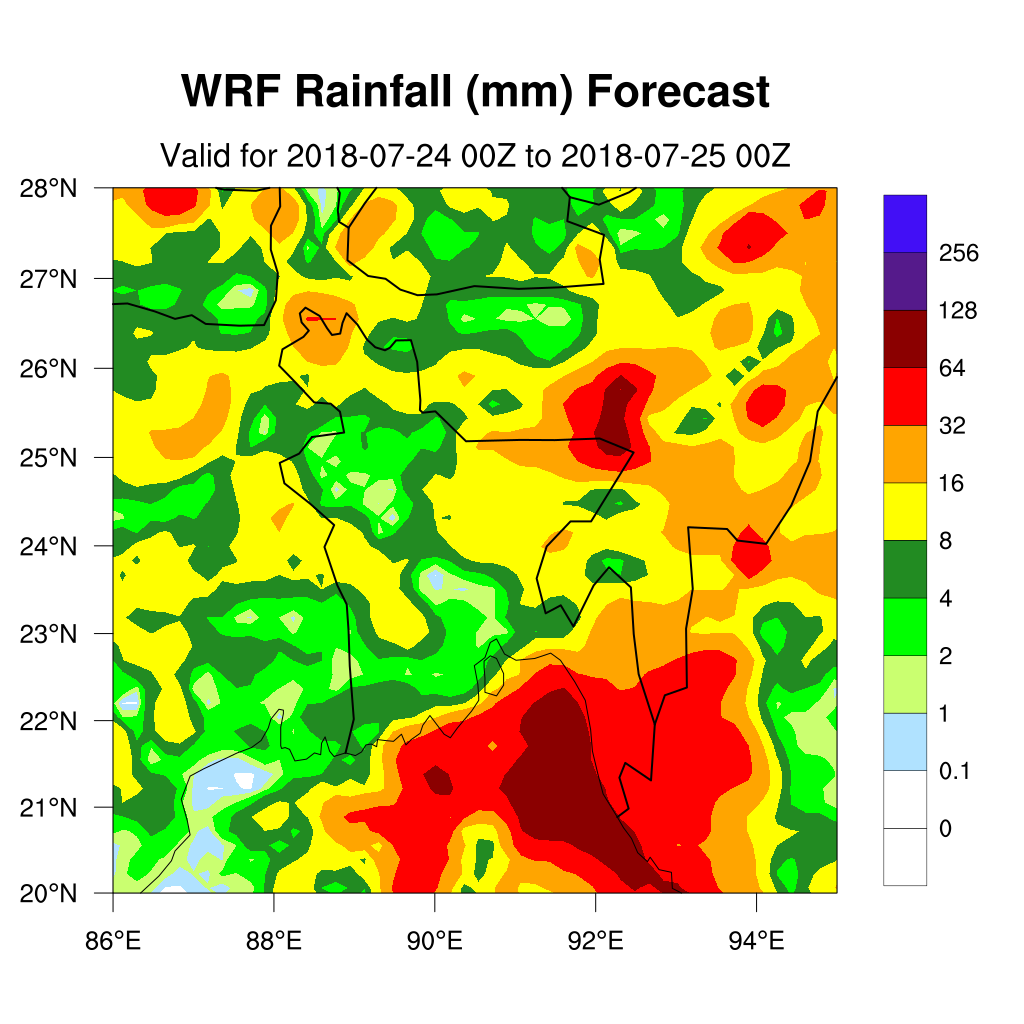 WRF Rainfall (mm) Forecast
Valid for 2018-07-24 00Z to 2018-07-25 00Z
28°N
27°N
26°N
25°N
24°N
23°N
22°N
21°N
20°N
86°E 88°E 90°E 92°E 94°E
256
128
64
32
16
8
4
2
1
0.1
0